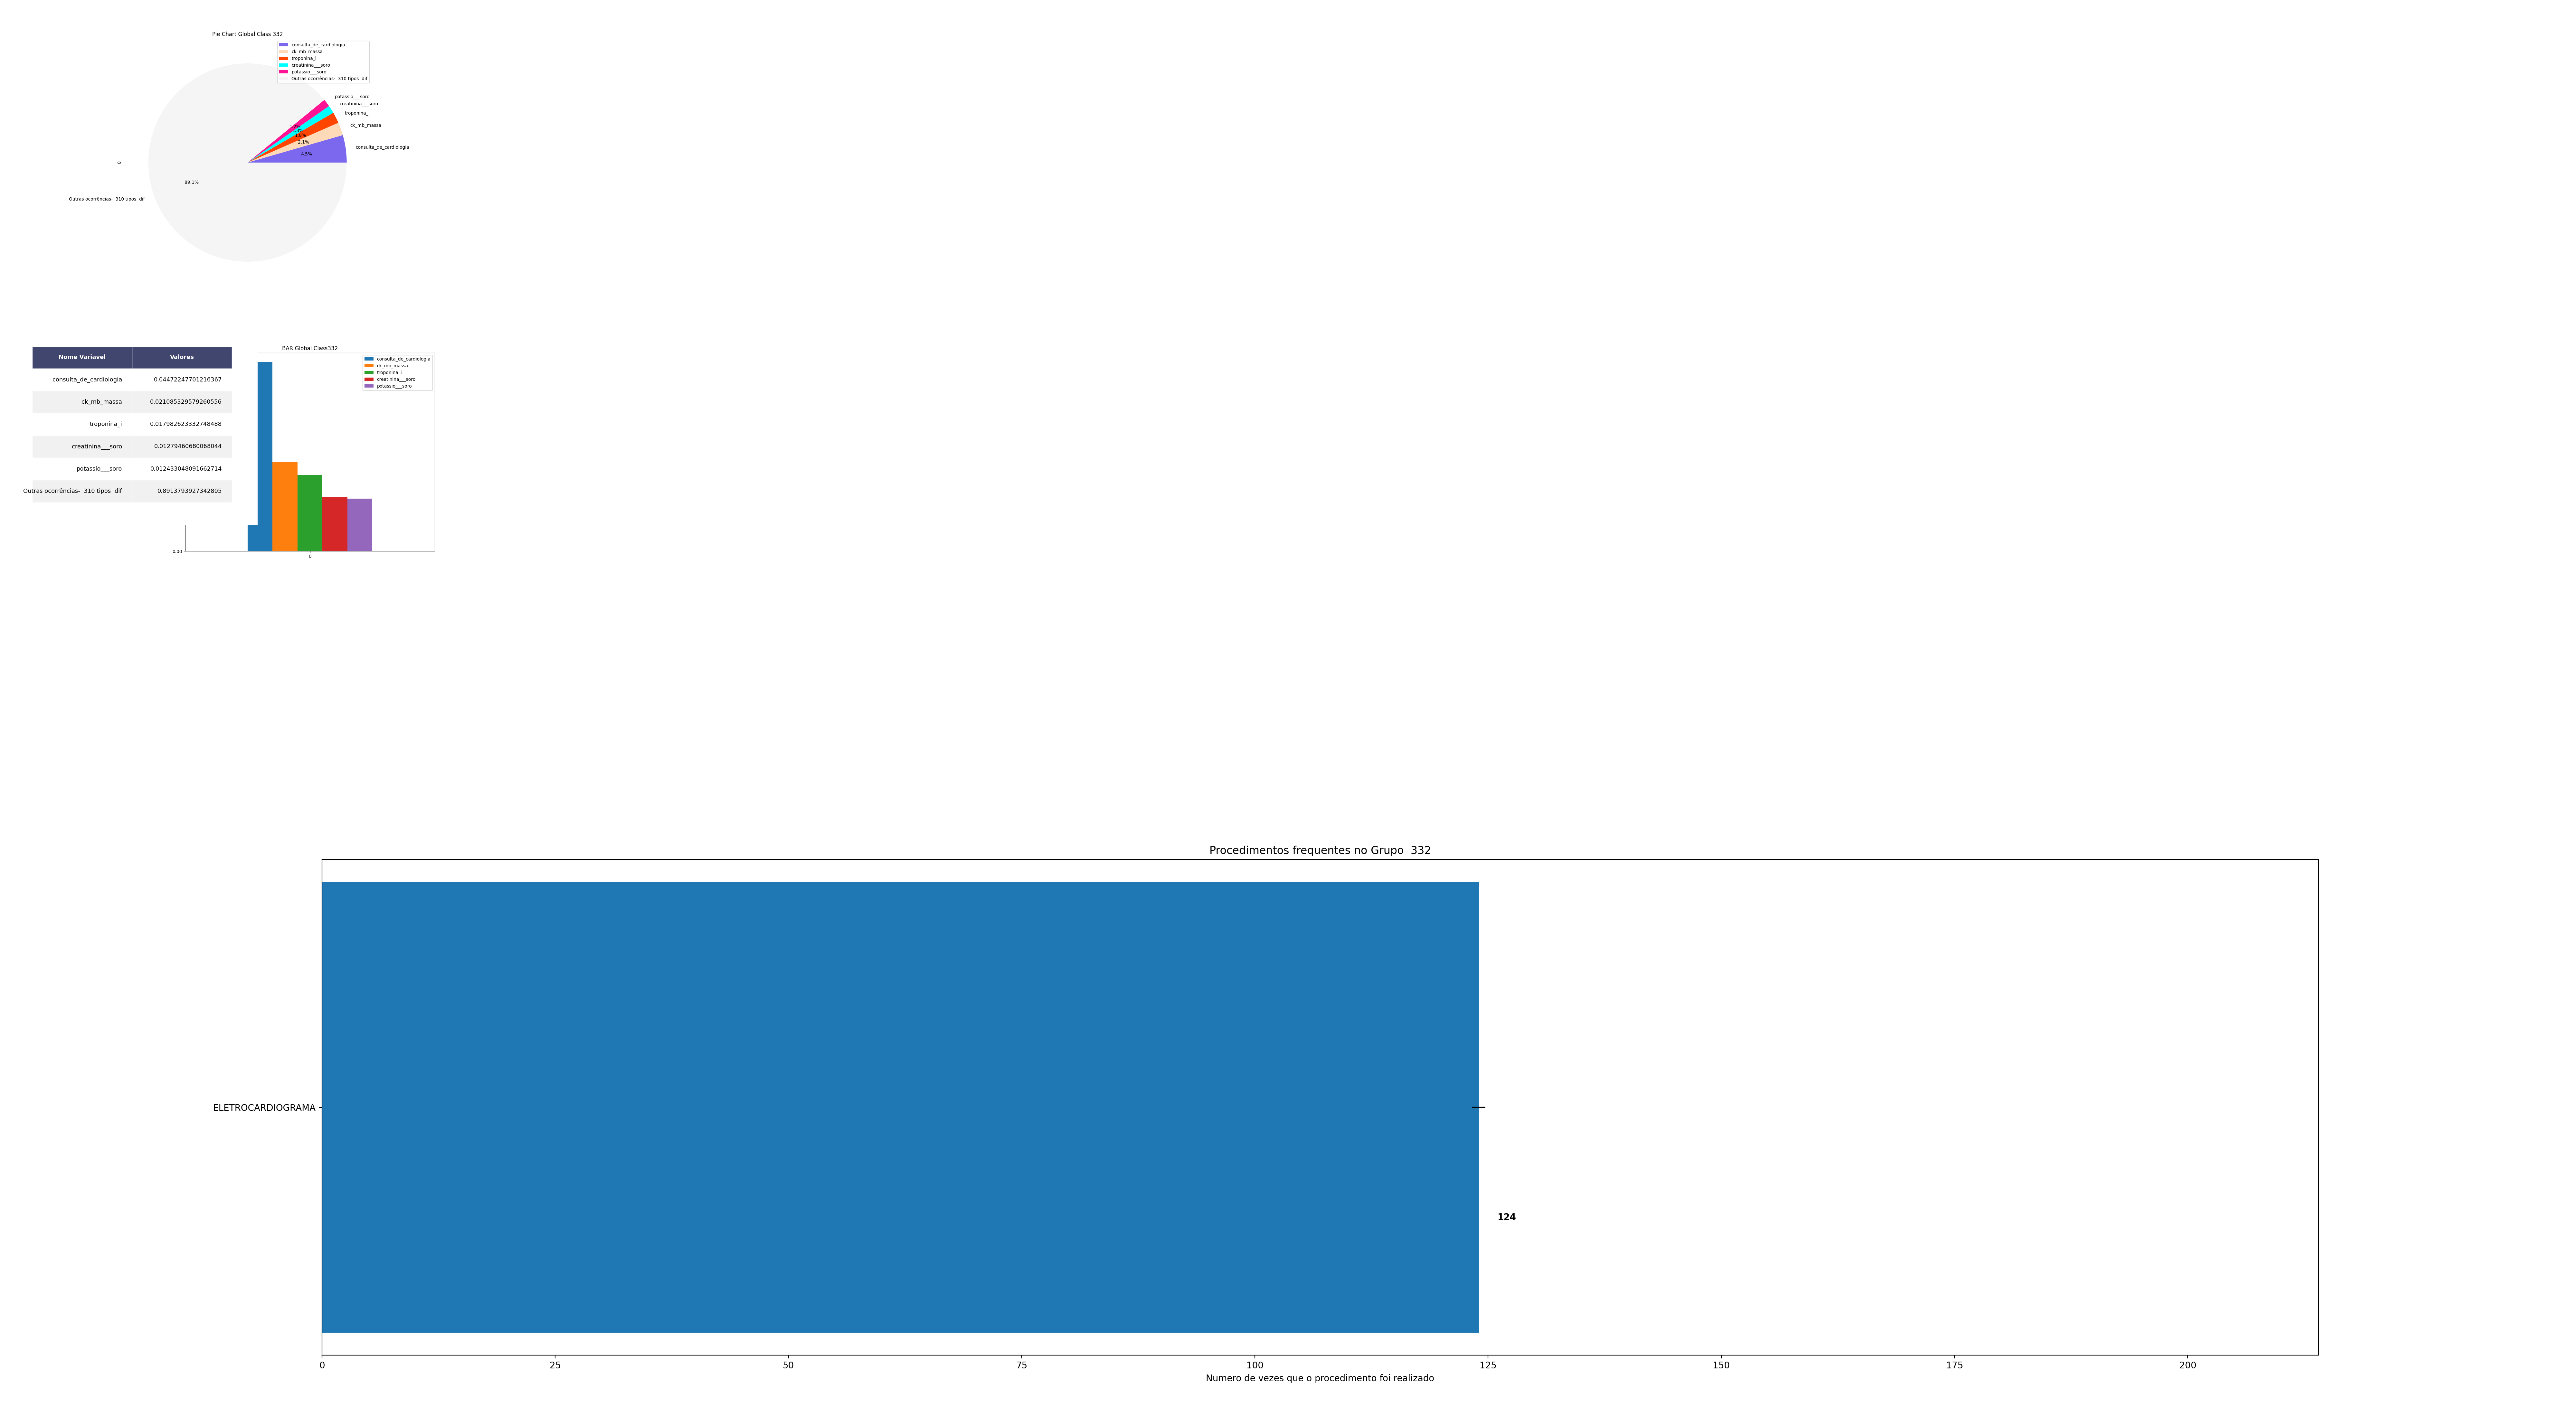 Pie Chart Global Class 332
consulta_de_cardiologia
ck_mb_massa
troponina_i
creatinina___soro
potassio___soro
Outras ocorrências-  310 tipos  dif
potassio___soro
creatinina___soro
troponina_i
ck_mb_massa
consulta_de_cardiologia
2.1%
4.5%
0
89.1%
Outras ocorrências-  310 tipos  dif
Nome Variavel Valores
consulta_de_cardiologia 0.04472247701216367
ck_mb_massa 0.021085329579260556
troponina_i 0.017982623332748488
creatinina___soro 0.01279460680068044
potassio___soro 0.012433048091662714
Outras ocorrências-  310 tipos  dif 0.8913793927342805
BAR Global Class332
consulta_de_cardiologia
ck_mb_massa
troponina_i
creatinina___soro
potassio___soro
0.00
0
Procedimentos frequentes no Grupo  332
ELETROCARDIOGRAMA
124
0 25 50 75 100 125 150 175 200
Numero de vezes que o procedimento foi realizado